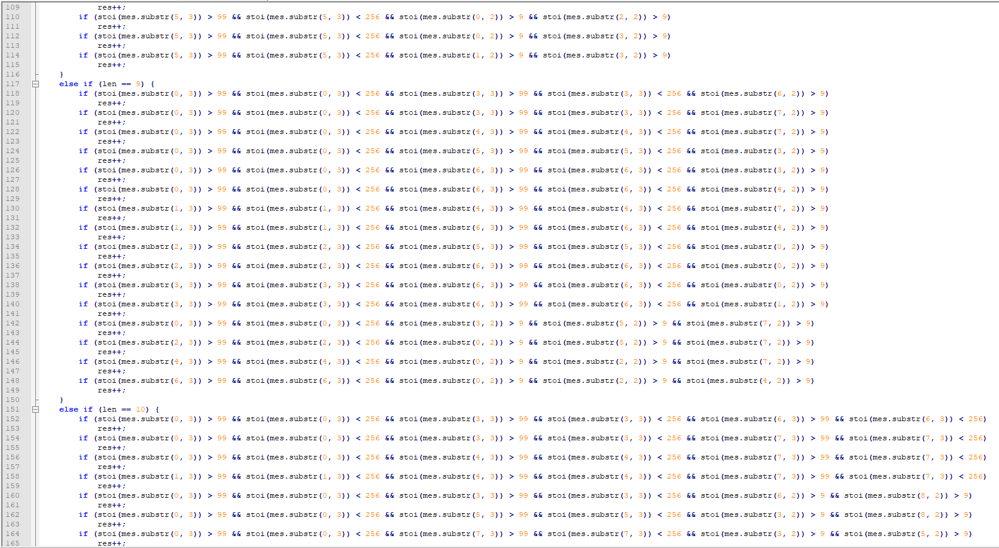 109 res++;
110 if (stoi(mes.substr(5, 3)) > 99 && stoi(mes.substr(5, 3)) < 256 && stoi(mes.substr(0, 2)) > 9 && stoi(mes.substr(2, 2)) > 9)
111 res++;
112 if (stoi(mes.substr(5, 3)) > 99 && stoi(mes.substr(5, 3)) < 256 && stoi(mes.substr(0, 2)) > 9 && stoi(mes.substr(3, 2)) > 9)
113 res++;
114 if (stoi(mes.substr(5, 3)) > 99 && stoi(mes.substr(5, 3)) < 256 && stoi(mes.substr(1, 2)) > 9 && stoi(mes.substr(3, 2)) > 9)
115 res++;
116 }
117 else if (len == 9) {
118 if (stoi(mes.substr(0, 3)) > 99 && stoi(mes.substr(0, 3)) < 256 && stoi(mes.substr(3, 3)) > 99 && stoi(mes.substr(3, 3)) < 256 && stoi(mes.substr(6, 2)) > 9)
119 res++;
120 if (stoi(mes.substr(0, 3)) > 99 && stoi(mes.substr(0, 3)) < 256 && stoi(mes.substr(3, 3)) > 99 && stoi(mes.substr(3, 3)) < 256 && stoi(mes.substr(7, 2)) > 9)
121 res++;
122 if (stoi(mes.substr(0, 3)) > 99 && stoi(mes.substr(0, 3)) < 256 && stoi(mes.substr(4, 3)) > 99 && stoi(mes.substr(4, 3)) < 256 && stoi(mes.substr(7, 2)) > 9)
123 res++;
124 if (stoi(mes.substr(0, 3)) > 99 && stoi(mes.substr(0, 3)) < 256 && stoi(mes.substr(5, 3)) > 99 && stoi(mes.substr(5, 3)) < 256 && stoi(mes.substr(3, 2)) > 9)
125 res++;
126 if (stoi(mes.substr(0, 3)) > 99 && stoi(mes.substr(0, 3)) < 256 && stoi(mes.substr(6, 3)) > 99 && stoi(mes.substr(6, 3)) < 256 && stoi(mes.substr(3, 2)) > 9)
127 res++;
128 if (stoi(mes.substr(0, 3)) > 99 && stoi(mes.substr(0, 3)) < 256 && stoi(mes.substr(6, 3)) > 99 && stoi(mes.substr(6, 3)) < 256 && stoi(mes.substr(4, 2)) > 9)
129 res++;
130 if (stoi(mes.substr(1, 3)) > 99 && stoi(mes.substr(1, 3)) < 256 && stoi(mes.substr(4, 3)) > 99 && stoi(mes.substr(4, 3)) < 256 && stoi(mes.substr(7, 2)) > 9)
131 res++;
132 if (stoi(mes.substr(1, 3)) > 99 && stoi(mes.substr(1, 3)) < 256 && stoi(mes.substr(6, 3)) > 99 && stoi(mes.substr(6, 3)) < 256 && stoi(mes.substr(4, 2)) > 9)
133 res++;
134 if (stoi(mes.substr(2, 3)) > 99 && stoi(mes.substr(2, 3)) < 256 && stoi(mes.substr(5, 3)) > 99 && stoi(mes.substr(5, 3)) < 256 && stoi(mes.substr(0, 2)) > 9)
135 res++;
136 if (stoi(mes.substr(2, 3)) > 99 && stoi(mes.substr(2, 3)) < 256 && stoi(mes.substr(6, 3)) > 99 && stoi(mes.substr(6, 3)) < 256 && stoi(mes.substr(0, 2)) > 9)
137 res++;
138 if (stoi(mes.substr(3, 3)) > 99 && stoi(mes.substr(3, 3)) < 256 && stoi(mes.substr(6, 3)) > 99 && stoi(mes.substr(6, 3)) < 256 && stoi(mes.substr(0, 2)) > 9)
139 res++;
140 if (stoi(mes.substr(3, 3)) > 99 && stoi(mes.substr(3, 3)) < 256 && stoi(mes.substr(6, 3)) > 99 && stoi(mes.substr(6, 3)) < 256 && stoi(mes.substr(1, 2)) > 9)
141 res++;
142 if (stoi(mes.substr(0, 3)) > 99 && stoi(mes.substr(0, 3)) < 256 && stoi(mes.substr(3, 2)) > 9 && stoi(mes.substr(5, 2)) > 9 && stoi(mes.substr(7, 2)) > 9)
143 res++;
144 if (stoi(mes.substr(2, 3)) > 99 && stoi(mes.substr(2, 3)) < 256 && stoi(mes.substr(0, 2)) > 9 && stoi(mes.substr(5, 2)) > 9 && stoi(mes.substr(7, 2)) > 9)
145 res++;
146 if (stoi(mes.substr(4, 3)) > 99 && stoi(mes.substr(4, 3)) < 256 && stoi(mes.substr(0, 2)) > 9 && stoi(mes.substr(2, 2)) > 9 && stoi(mes.substr(7, 2)) > 9)
147 res++;
148 if (stoi(mes.substr(6, 3)) > 99 && stoi(mes.substr(6, 3)) < 256 && stoi(mes.substr(0, 2)) > 9 && stoi(mes.substr(2, 2)) > 9 && stoi(mes.substr(4, 2)) > 9)
149 res++;
150 }
151 else if (len == 10) {
152 if (stoi(mes.substr(0, 3)) > 99 && stoi(mes.substr(0, 3)) < 256 && stoi(mes.substr(3, 3)) > 99 && stoi(mes.substr(3, 3)) < 256 && stoi(mes.substr(6, 3)) > 99 && stoi(mes.substr(6, 3)) < 256)
153 res++;
154 if (stoi(mes.substr(0, 3)) > 99 && stoi(mes.substr(0, 3)) < 256 && stoi(mes.substr(3, 3)) > 99 && stoi(mes.substr(3, 3)) < 256 && stoi(mes.substr(7, 3)) > 99 && stoi(mes.substr(7, 3)) < 256)
155 res++;
156 if (stoi(mes.substr(0, 3)) > 99 && stoi(mes.substr(0, 3)) < 256 && stoi(mes.substr(4, 3)) > 99 && stoi(mes.substr(4, 3)) < 256 && stoi(mes.substr(7, 3)) > 99 && stoi(mes.substr(7, 3)) < 256)
157 res++;
158 if (stoi(mes.substr(1, 3)) > 99 && stoi(mes.substr(1, 3)) < 256 && stoi(mes.substr(4, 3)) > 99 && stoi(mes.substr(4, 3)) < 256 && stoi(mes.substr(7, 3)) > 99 && stoi(mes.substr(7, 3)) < 256)
159 res++;
160 if (stoi(mes.substr(0, 3)) > 99 && stoi(mes.substr(0, 3)) < 256 && stoi(mes.substr(3, 3)) > 99 && stoi(mes.substr(3, 3)) < 256 && stoi(mes.substr(6, 2)) > 9 && stoi(mes.substr(8, 2)) > 9)
161 res++;
162 if (stoi(mes.substr(0, 3)) > 99 && stoi(mes.substr(0, 3)) < 256 && stoi(mes.substr(5, 3)) > 99 && stoi(mes.substr(5, 3)) < 256 && stoi(mes.substr(3, 2)) > 9 && stoi(mes.substr(8, 2)) > 9)
163 res++;
164 if (stoi(mes.substr(0, 3)) > 99 && stoi(mes.substr(0, 3)) < 256 && stoi(mes.substr(7, 3)) > 99 && stoi(mes.substr(7, 3)) < 256 && stoi(mes.substr(3, 2)) > 9 && stoi(mes.substr(5, 2)) > 9)
165 res++;